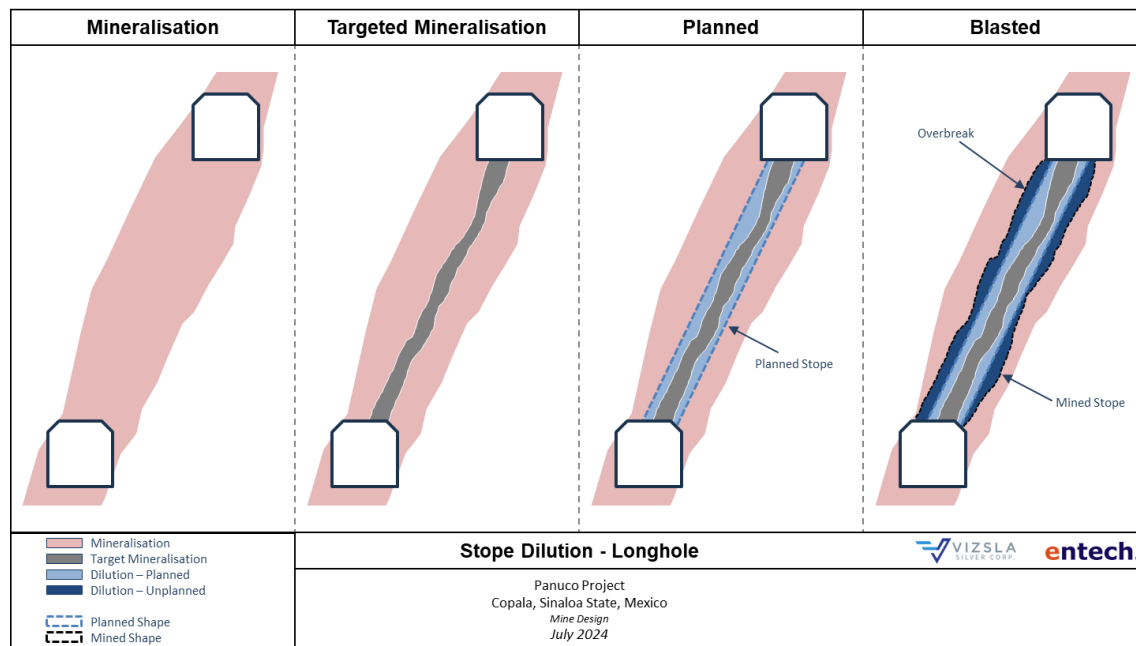 Mineralisation
Targeted Mineralisation
Planned
Blasted
Overbreak
Planned Stope
Mined Stope
Mineralisation
Target Mineralisation
Dilution – Planned
Dilution – Unplanned
Planned Shape
Mined Shape
Stope Dilution - Longhole
VIZSLA
SILVER CORP.
entech.
Panuco Project
Copala, Sinaloa State, Mexico
Mine Design
July 2024